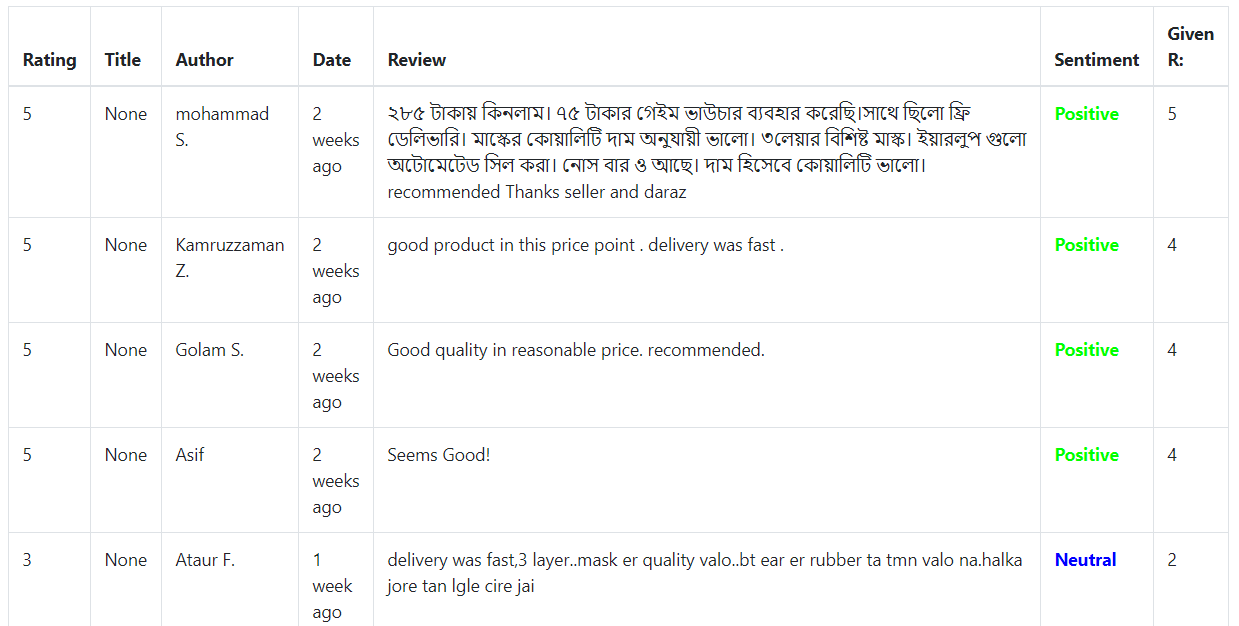 Rating Title Author Date Review Sentiment Given R:
5 None mohammad S. 2 weeks ago ২৮৫ টাকায় কিনলাম। ৭৫ টাকার গেইম ভাউচার ব্যবহার করেছি।সাথে ছিলো ফ্রি
ডেলিভারি। মাস্কের কোয়ালিটি দাম অনুযায়ী ভালো। ৩লেয়ার বিশিষ্ট মাস্ক। ইয়ারলুপ গুলো
অটোমেটেড সিল করা। নোস বার ও আছে। দাম হিসেবে কোয়ালিটি ভালো।
recommended Thanks seller and daraz Positive 5
5 None Kamruzzaman Z. 2 weeks ago good product in this price point . delivery was fast . Positive 4
5 None Golam S. 2 weeks ago Good quality in reasonable price. recommended. Positive 4
5 None Asif 2 weeks ago Seems Good! Positive 4
3 None Ataur F. 1 week ago delivery was fast,3 layer..mask er quality valo..bt ear er rubber ta tmn valo na.halka
jore tan lgle cire jai Neutral 2